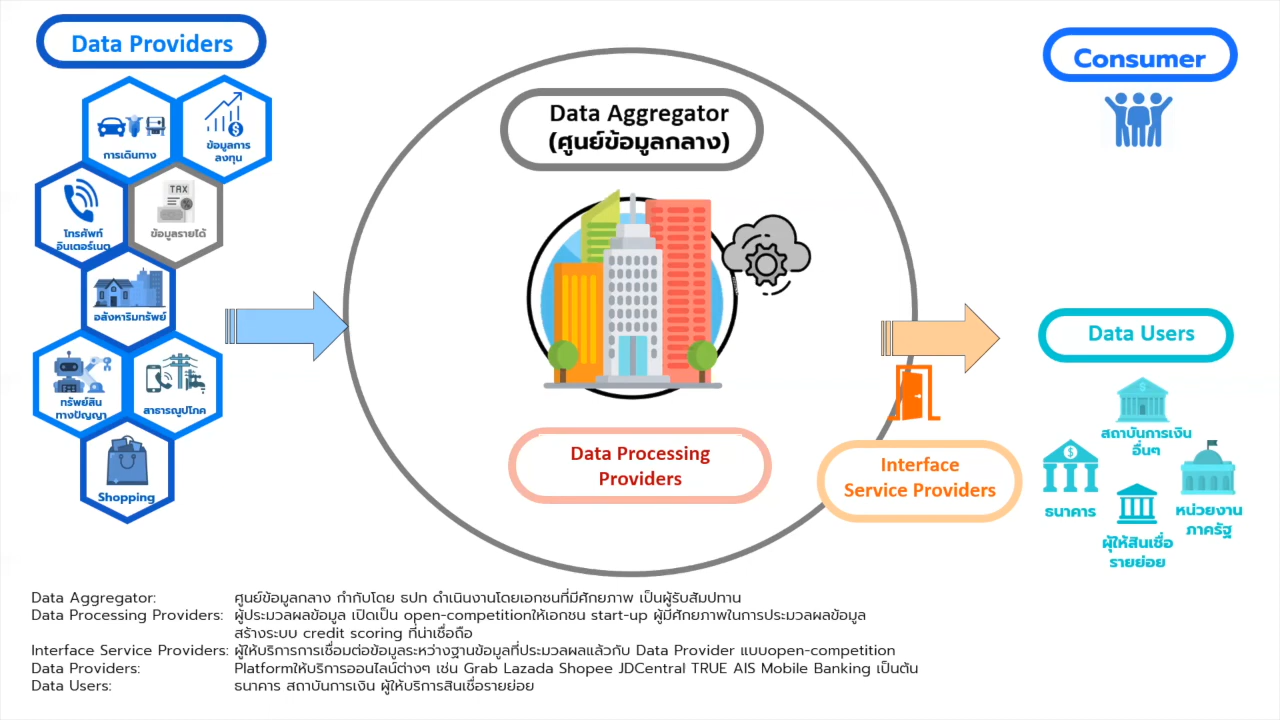 Data Providers
การเดินทาง
ข้อมูลการ
ลงทุน
โทรศัพท์
อินเตอร์เนต
TAX
ข้อมูลรายได้
อสังหาริมทรัพย์
ทรัพย์สิน
ทางปัญญา
สาธารณูปโภค
Shopping
Data Aggregator
(ศูนย์ข้อมูลกลาง)
Data Processing
Providers
Interface
Service Providers
Consumer
Data Users
สถาบันการเงิน
อื่นๆ
ธนาคาร
หน่วยงาน
ภาครัฐ
ผู้ให้สินเชื่อ
รายย่อย
Data Aggregator: ศูนย์ข้อมูลกลาง กำกับโดย ธปท ดำเนินงานโดยเอกชนที่มีศักยภาพ เป็นผู้รับสัมปทาน
Data Processing Providers: ผู้ประมวลผลข้อมูล เปิดเป็น open-competitionให้เอกชน start-up ผู้มีศักยภาพในการประมวลผลข้อมูล
สร้างระบบ credit scoring ที่น่าเชื่อถือ
Interface Service Providers: ผู้ให้บริการการเชื่อมต่อข้อมูลระหว่างฐานข้อมูลที่ประมวลผลแล้วกับ Data Provider แบบopen-competition
Data Providers: Platformให้บริการออนไลน์ต่างๆ เช่น Grab Lazada Shopee JDCentral TRUE AIS Mobile Banking เป็นต้น
Data Users: ธนาคาร สถาบันการเงิน ผู้ให้บริการสินเชื่อรายย่อย